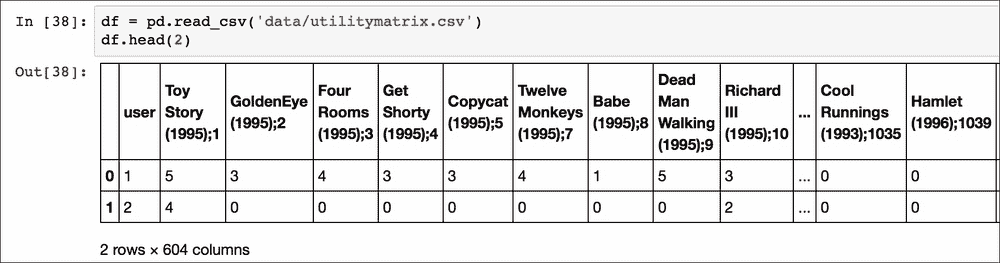 In [38]: df = pd.read_csv('data/utilitymatrix.csv')
df.head(2)
Out[38]:
user Toy Story (1995);1 GoldenEye (1995);2 Four Rooms (1995);3 Get Shorty (1995);4 Copycat (1995);5 Twelve Monkeys (1995);7 Babe (1995);8 Dead Man Walking (1995);9 Richard III (1995);10 ... Cool Runnings (1993);1035 Hamlet (1996);1039
0 1 5 3 4 3 3 4 1 5 3 ... 0 0
1 2 4 0 0 0 0 0 0 0 2 ... 0 0
2 rows × 604 columns